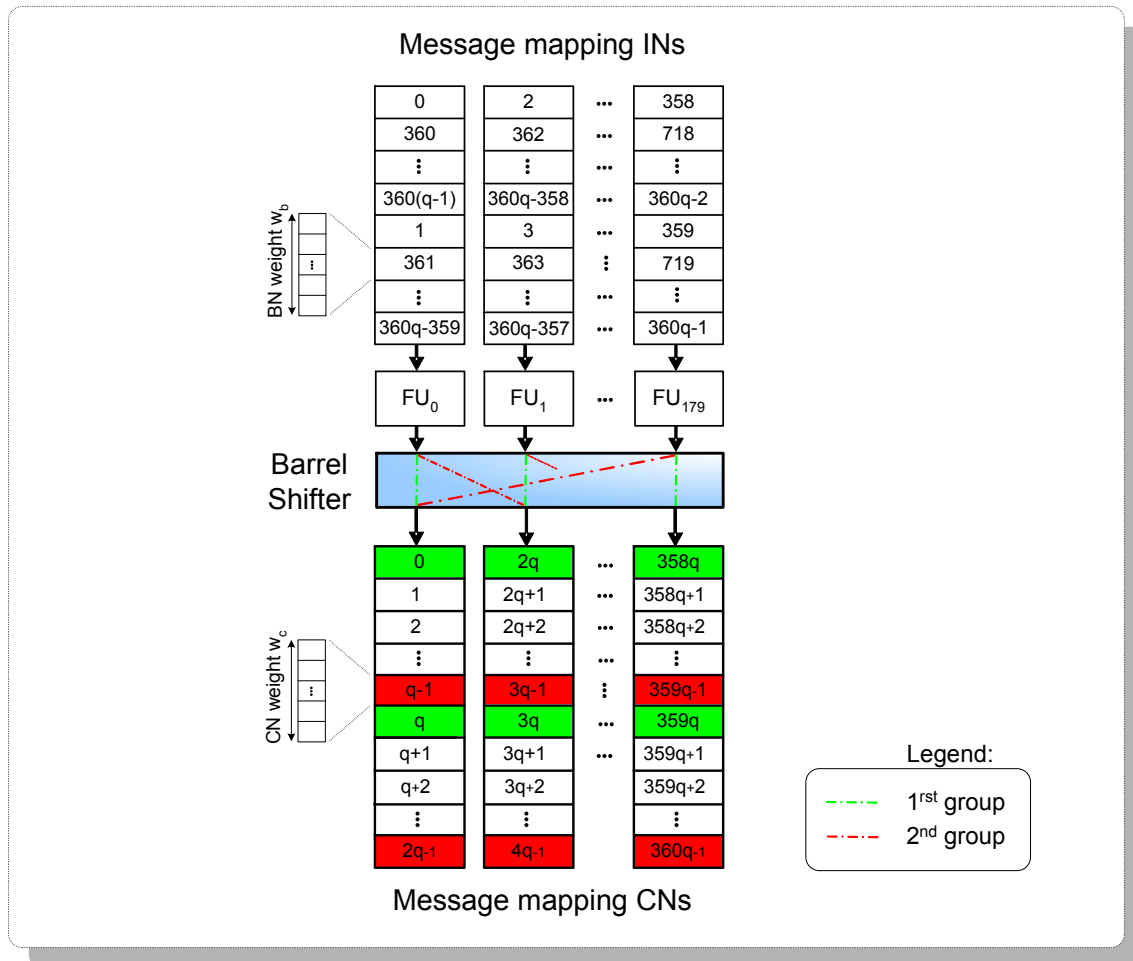 Message mapping INs
0 2 ... 358
360 362 ... 718
⋮ ⋮ ... ⋮
360(q-1) 360q-358 ... 360q-2
1 3 ... 359
361 363 ⋮ 719
⋮ ⋮ ... ⋮
360q-359 360q-357 ... 360q-1
BN weight w_b
...
FU_0 FU_1 ... FU_179
Barrel
Shifter
0 2q ... 358q
1 2q+1 ... 358q+1
2 2q+2 ... 358q+2
⋮ ⋮ ... ⋮
q-1 3q-1 ⋮ 359q-1
q 3q ... 359q
q+1 3q+1 ... 359q+1
q+2 3q+2 359q+2
⋮ ⋮ ⋮
2q-1 4q-1 360q-1
CN weight w_c
...
Message mapping CNs
Legend:
1^rst group
2^nd group